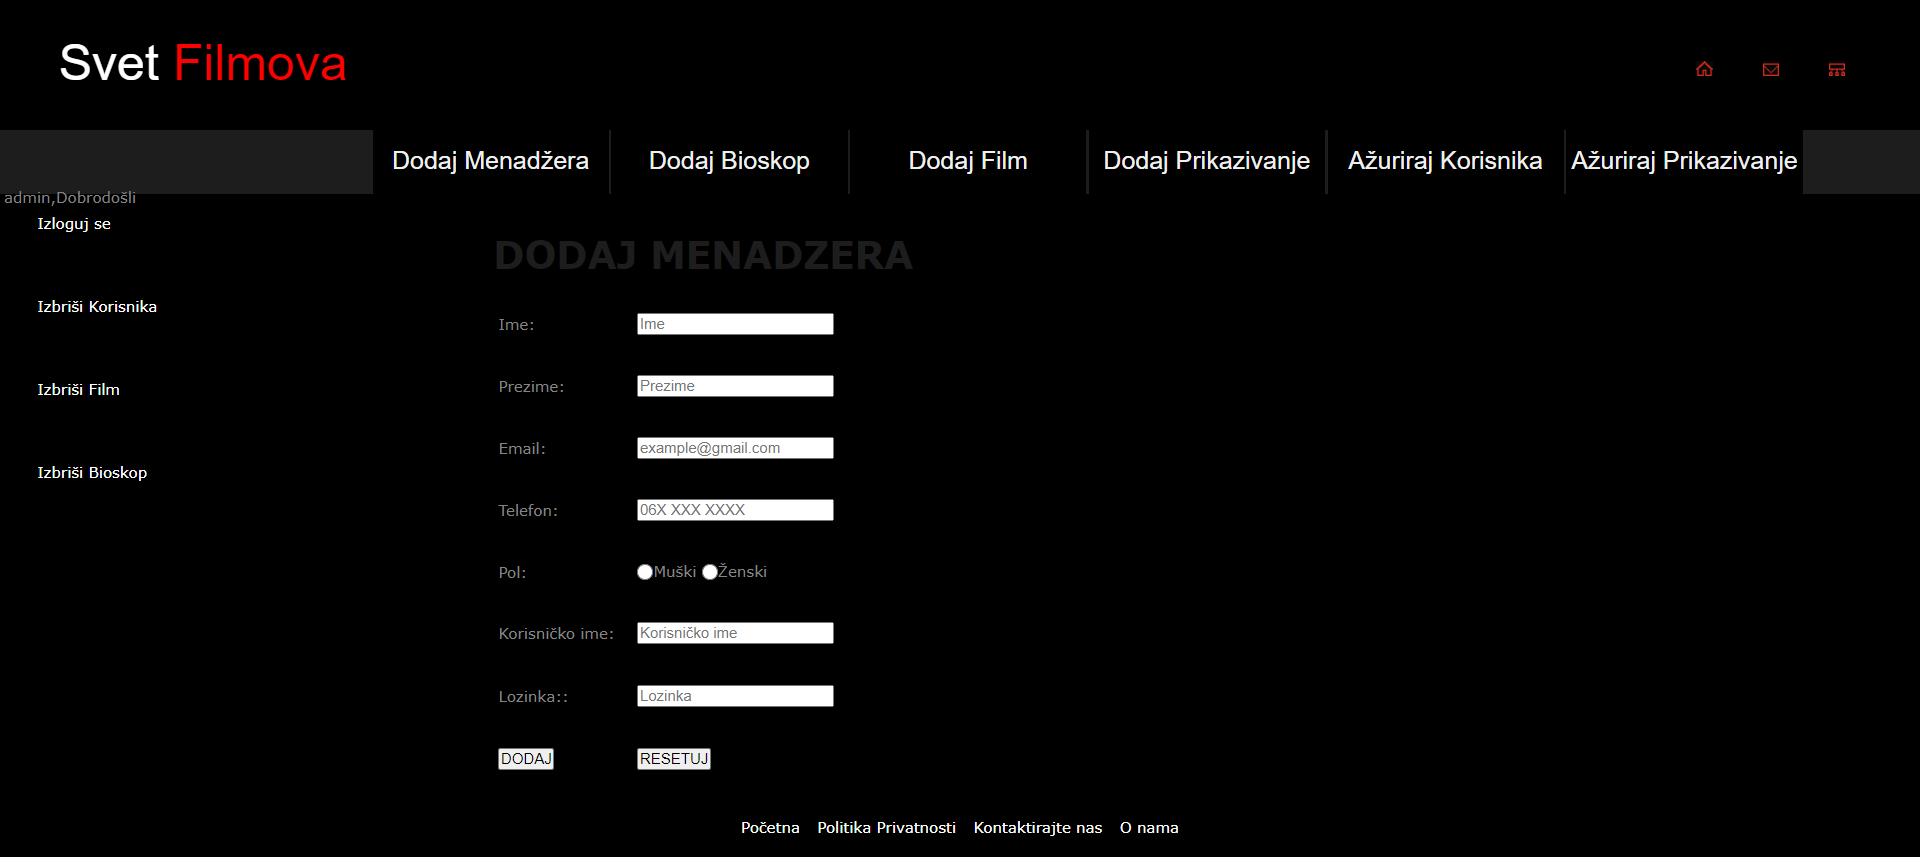 Svet Filmova
Dodaj Menadžera Dodaj Bioskop Dodaj Film Dodaj Prikazivanje Ažuriraj Korisnika Ažuriraj Prikazivanje
admin,Dobrodošli
Izloguj se
Izbriši Korisnika
Izbriši Film
Izbriši Bioskop
DODAJ MENADZERA
Ime: Ime
Prezime: Prezime
Email: example@gmail.com
Telefon: 06X XXX XXXX
Pol: Muški Ženski
Korisničko ime: Korisničko ime
Lozinka:: Lozinka
DODAJ RESETUJ
Početna Politika Privatnosti Kontaktirajte nas O nama